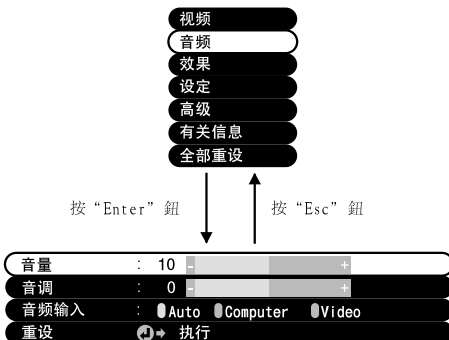 视频
音频
效果
设定
高级
有关信息
全部重设
按“Enter”鈕 按“Esc”鈕
音量 : 10 - +
音调 : 0 - +
音频输入 : Auto Computer Video
重设 执行